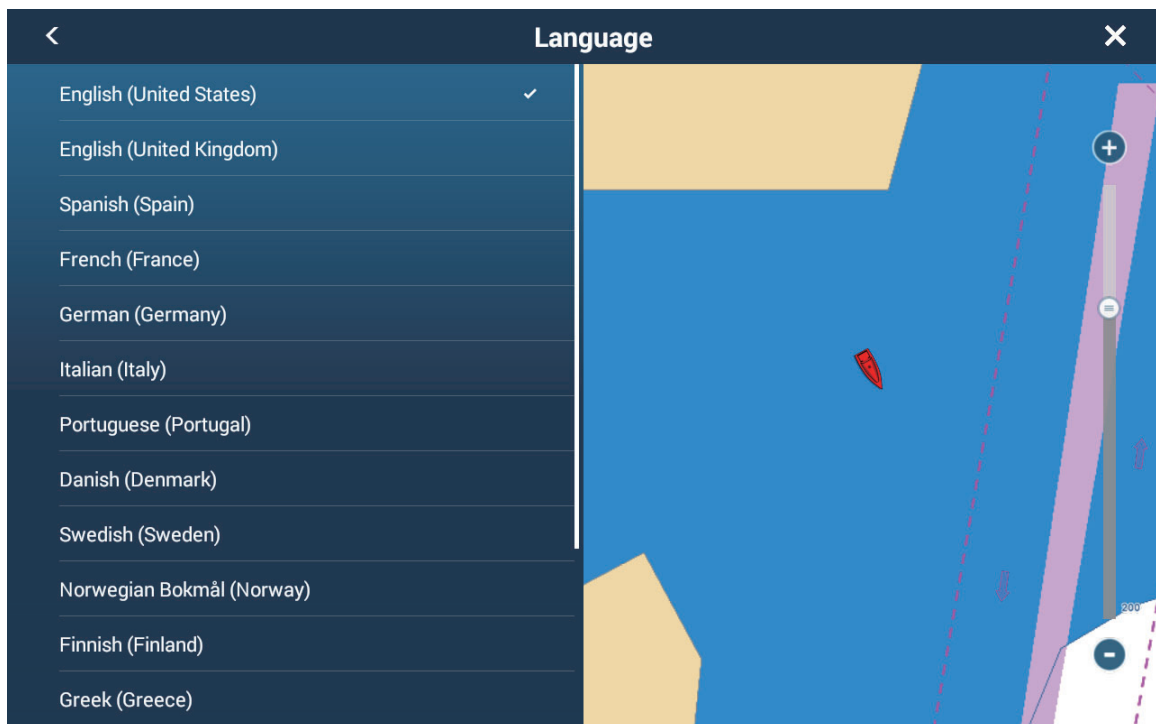 Language
English (United States)
English (United Kingdom)
Spanish (Spain)
French (France)
German (Germany)
Italian (Italy)
Portuguese (Portugal)
Danish (Denmark)
Swedish (Sweden)
Norwegian Bokmål (Norway)
Finnish (Finland)
Greek (Greece)
200